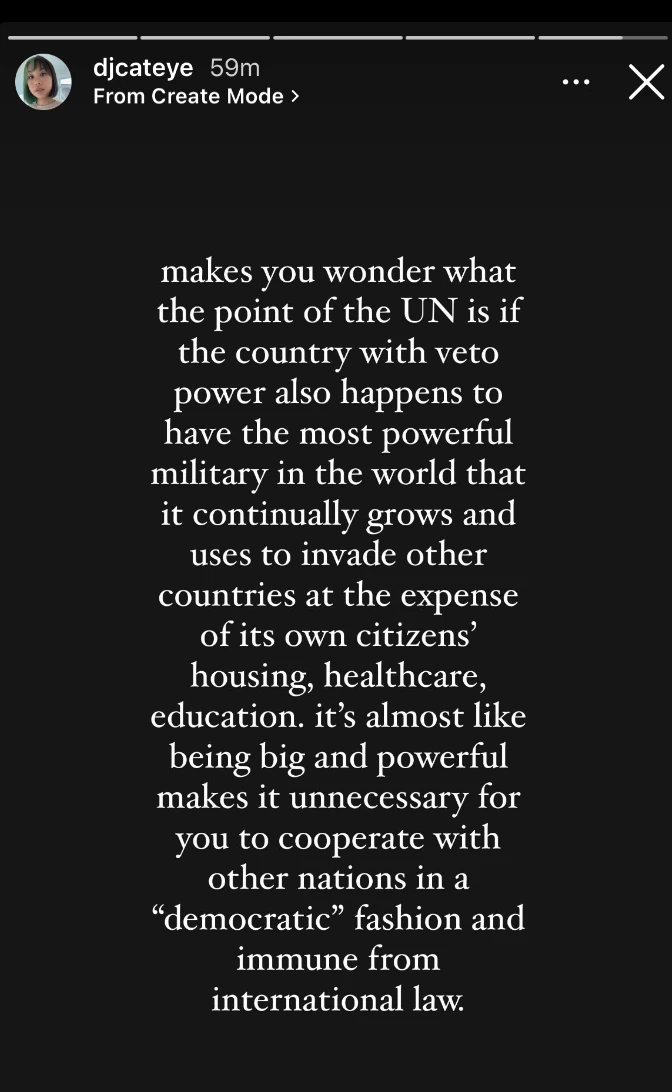 djcateye 59m
From Create Mode >
makes you wonder what
the point of the UN is if
the country with veto
power also happens to
have the most powerful
military in the world that
it continually grows and
uses to invade other
countries at the expense
of its own citizens’
housing, healthcare,
education. it’s almost like
being big and powerful
makes it unnecessary for
you to cooperate with
other nations in a
“democratic” fashion and
immune from
international law.